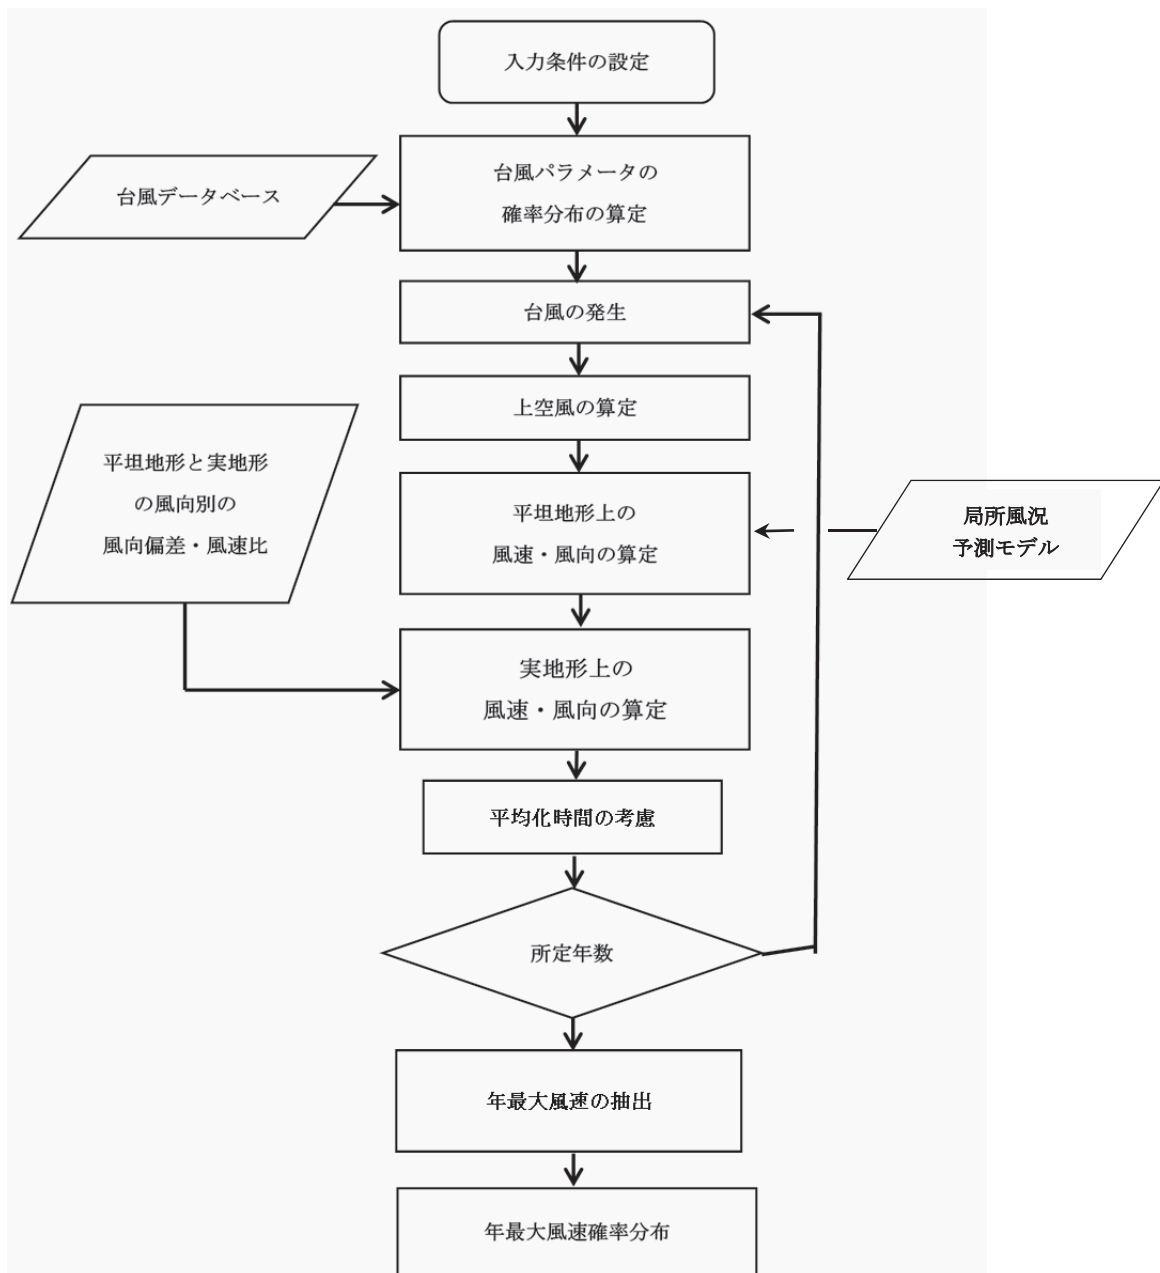 入力条件の設定
台風データベース
台風パラメータの
確率分布の算定
台風の発生
上空風の算定
平坦地形と実地形
の風向別の
風向偏差・風速比
平坦地形上の
風速・風向の算定
局所風況
予測モデル
実地形上の
風速・風向の算定
平均化時間の考慮
所定年数
年最大風速の抽出
年最大風速確率分布